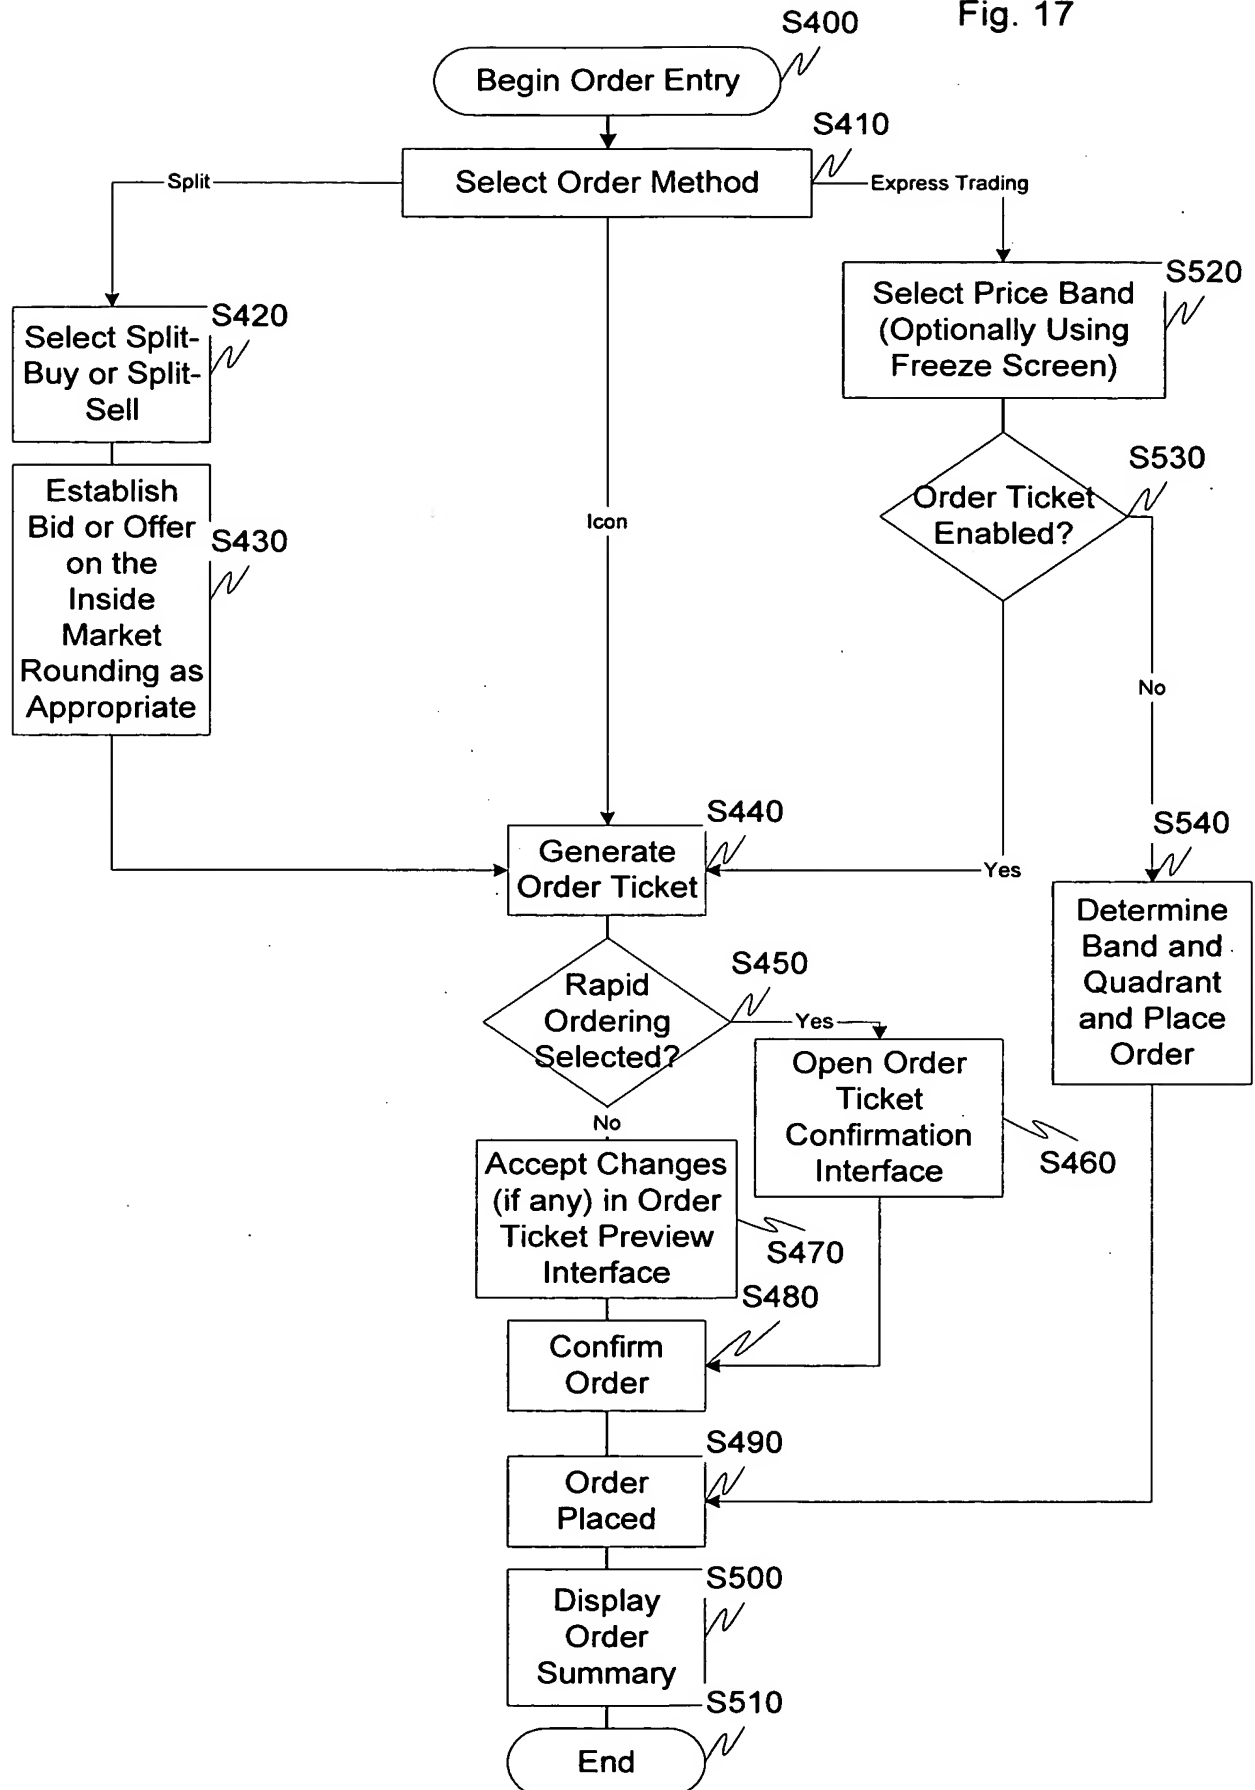 Fig. 17
S400
Begin Order Entry
S410
Select Order Method
Split
Express Trading
S420
Select Split-
Buy or Split-
Sell
S520
Select Price Band
(Optionally Using
Freeze Screen)
S430
Establish
Bid or Offer
on the
Inside
Market
Rounding as
Appropriate
Icon
S530
Order Ticket
Enabled?
No
Yes
S440
Generate
Order Ticket
S540
Determine
Band and
Quadrant
and Place
Order
S450
Rapid
Ordering
Selected?
Yes
No
Open Order
Ticket
Confirmation
Interface
S460
Accept Changes
(if any) in Order
Ticket Preview
Interface
S470
S480
Confirm
Order
S490
Order
Placed
S500
Display
Order
Summary
S510
End